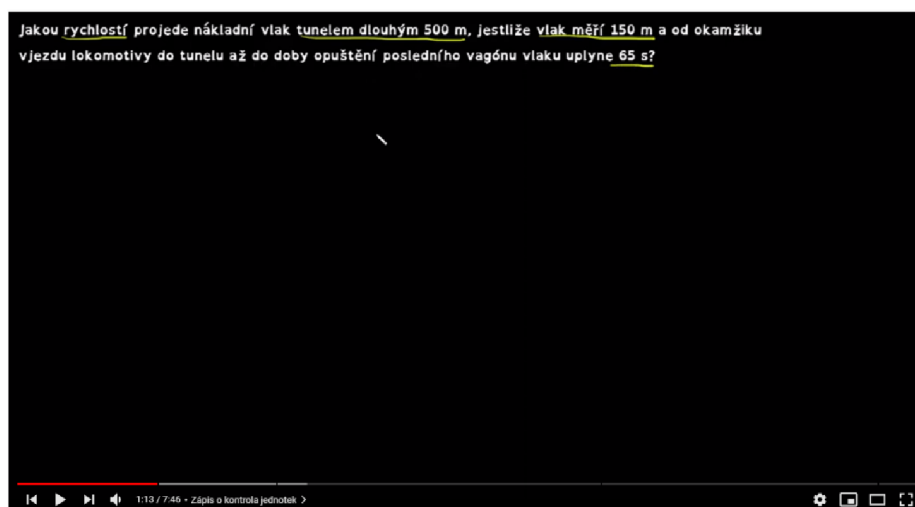 Jakou rychlostí projede nákladní vlak tunelem dlouhým 500 m, jestliže vlak měří 150 m a od okamžiku
vjezdu lokomotivy do tunelu až do doby opuštění posledního vagónu vlaku uplyne 65 s?
1:13 / 7:46 • Zápis o kontrola jednotek >